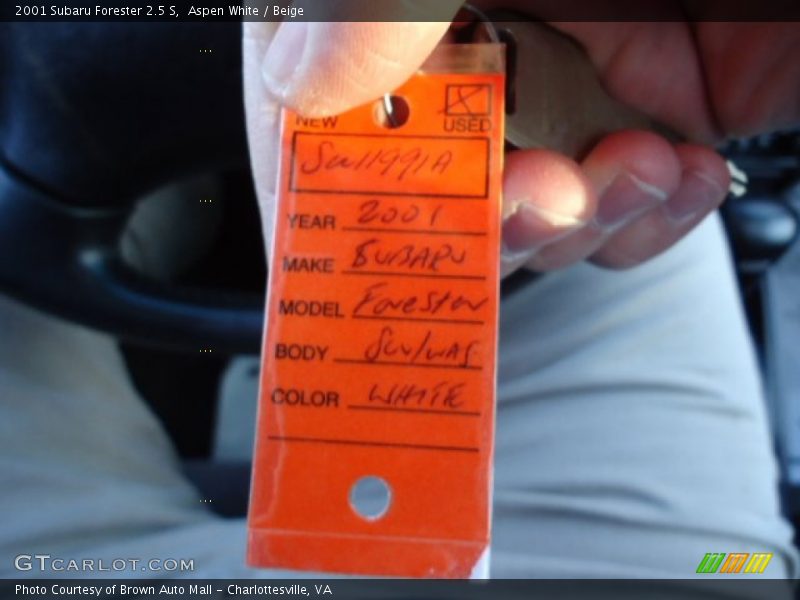 2001 Subaru Forester 2.5 S, Aspen White / Beige
NEW
USED
Su11991A
YEAR 2001
MAKE SUBARU
MODEL Forester
BODY SUV/WAG
COLOR WHITE
GTCARLOT.COM
Photo Courtesy of Brown Auto Mall - Charlottesville, VA